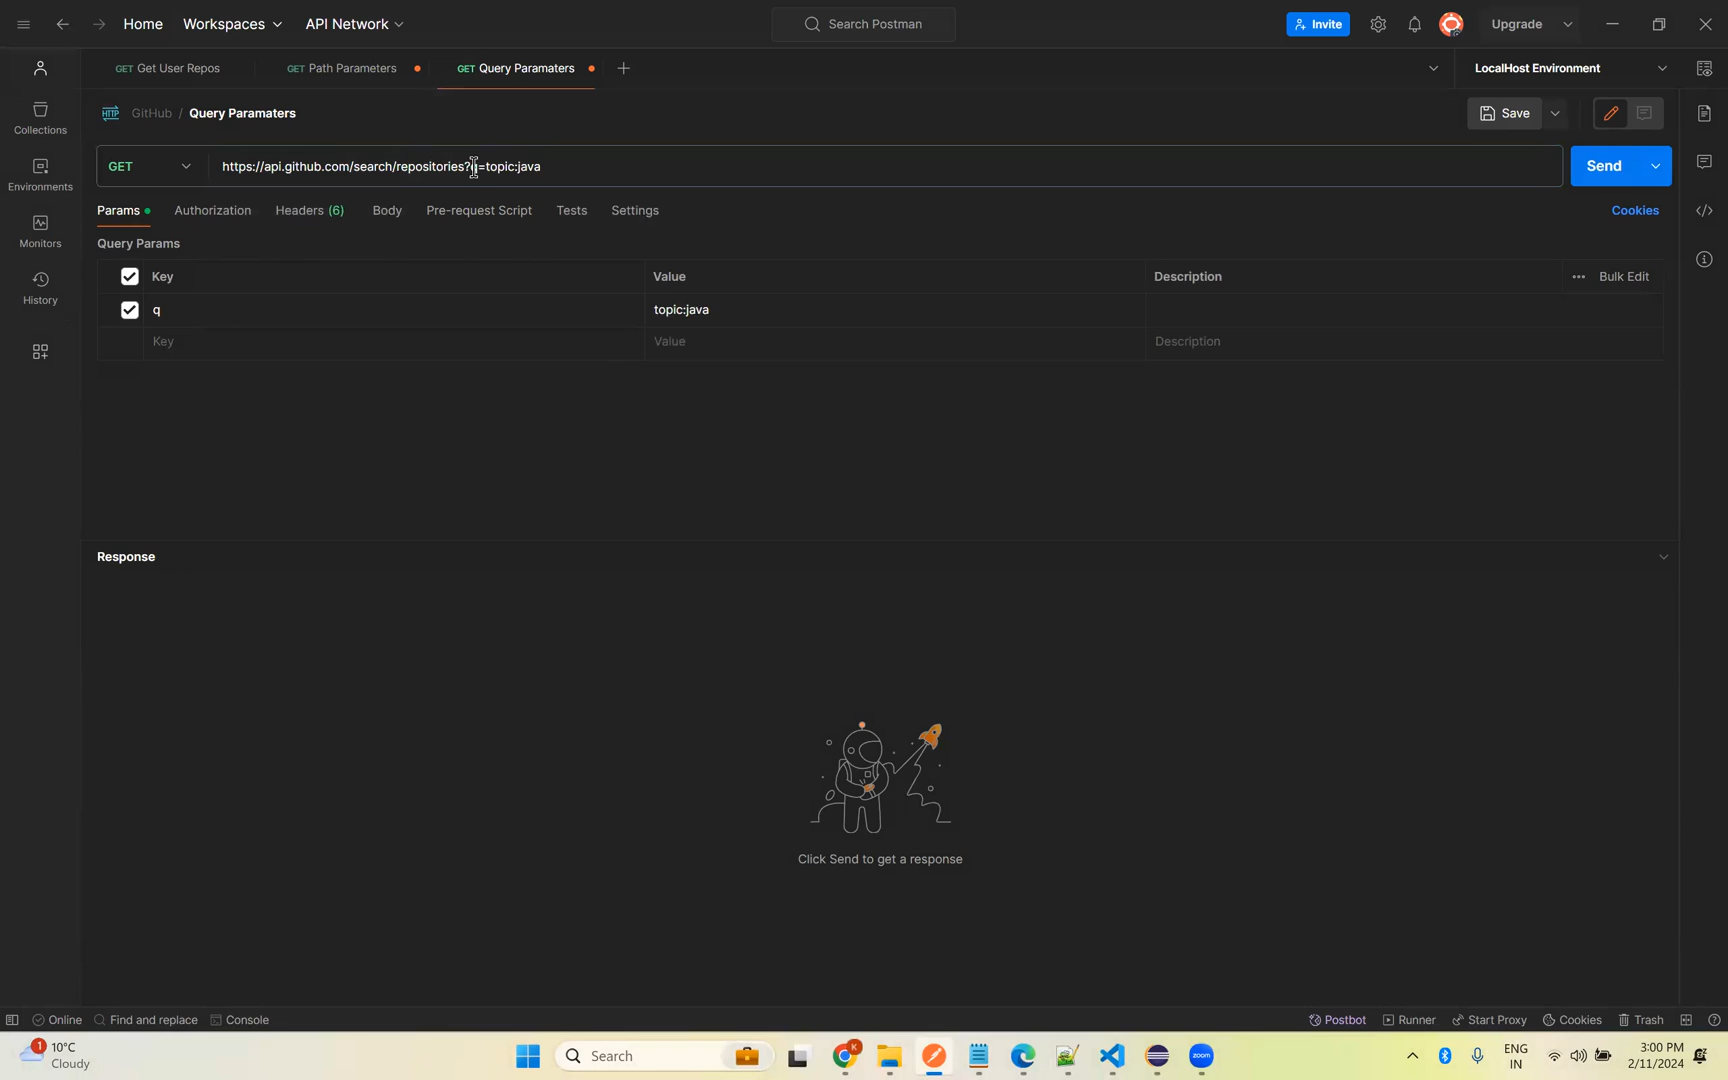 Home Workspaces API Network Search Postman Invite Upgrade
GET Get User Repos GET Path Parameters GET Query Paramaters LocalHost Environment
HTTP GitHub / Query Paramaters Save
GET https://api.github.com/search/repositories?q=topic:java Send
Params Authorization Headers (6) Body Pre-request Script Tests Settings Cookies
Query Params
Key Value Description Bulk Edit
q topic:java
Key Value Description
Collections
Environments
Monitors
History
Response
Click Send to get a response
Online Find and replace Console Postbot Runner Start Proxy Cookies Trash
1 10°C
Cloudy
Search
K
zoom
ENG
IN
3:00 PM
2/11/2024